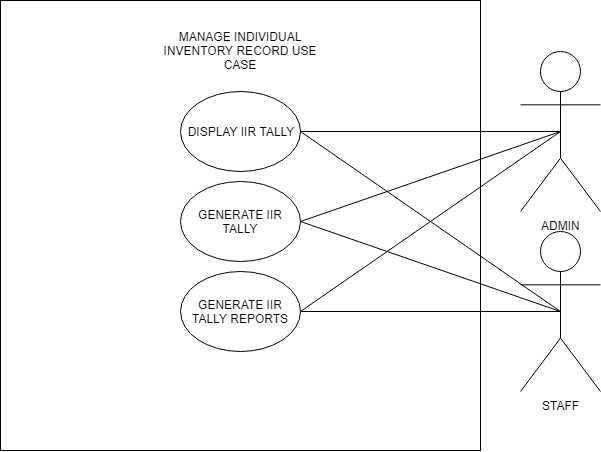 MANAGE INDIVIDUAL
INVENTORY RECORD USE
CASE
DISPLAY IIR TALLY
GENERATE IIR
TALLY
GENERATE IIR
TALLY REPORTS
ADMIN
STAFF